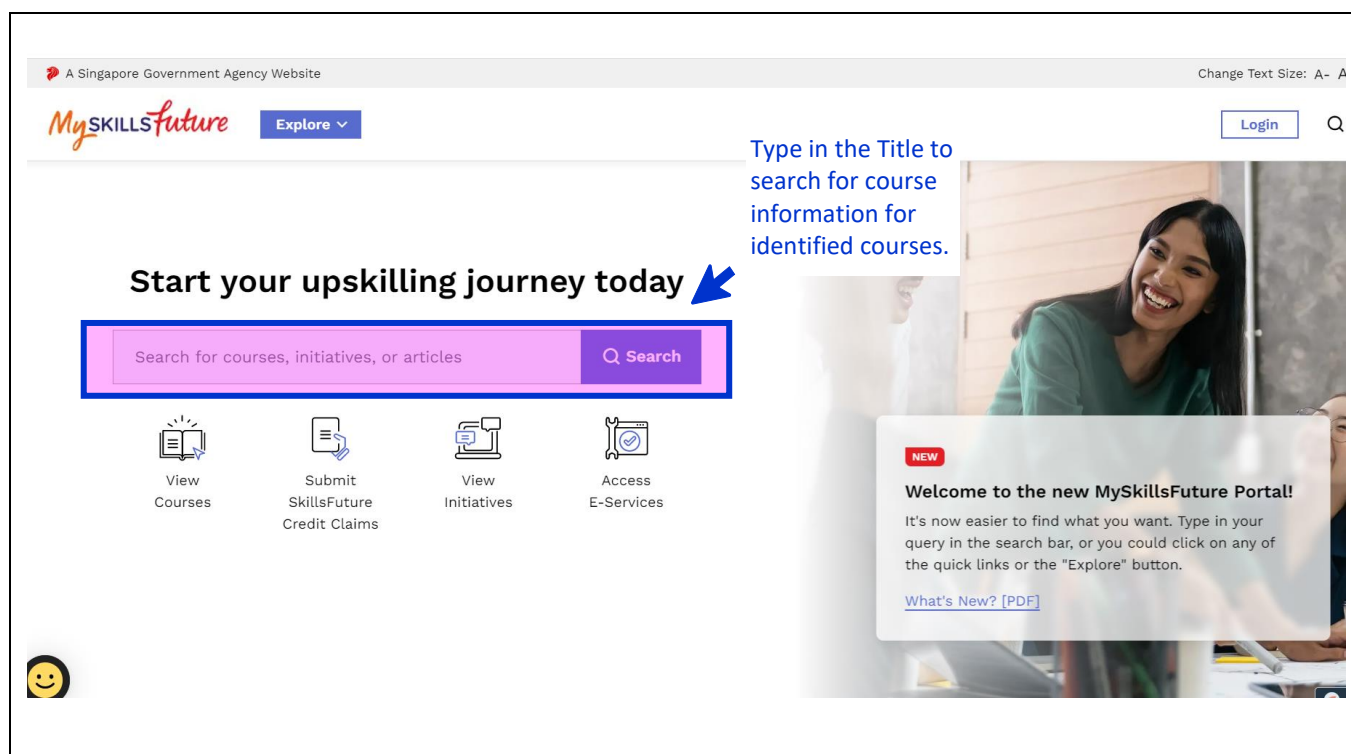 A Singapore Government Agency Website
Change Text Size: A- A
MySKILLSfuture
Explore
Login
Type in the Title to
search for course
information for
identified courses.
Start your upskilling journey today
Search for courses, initiatives, or articles
Search
View
Courses
Submit
SkillsFuture
Credit Claims
View
Initiatives
Access
E-Services
NEW
Welcome to the new MySkillsFuture Portal!
It's now easier to find what you want. Type in your
query in the search bar, or you could click on any of
the quick links or the "Explore" button.
What's New? [PDF]